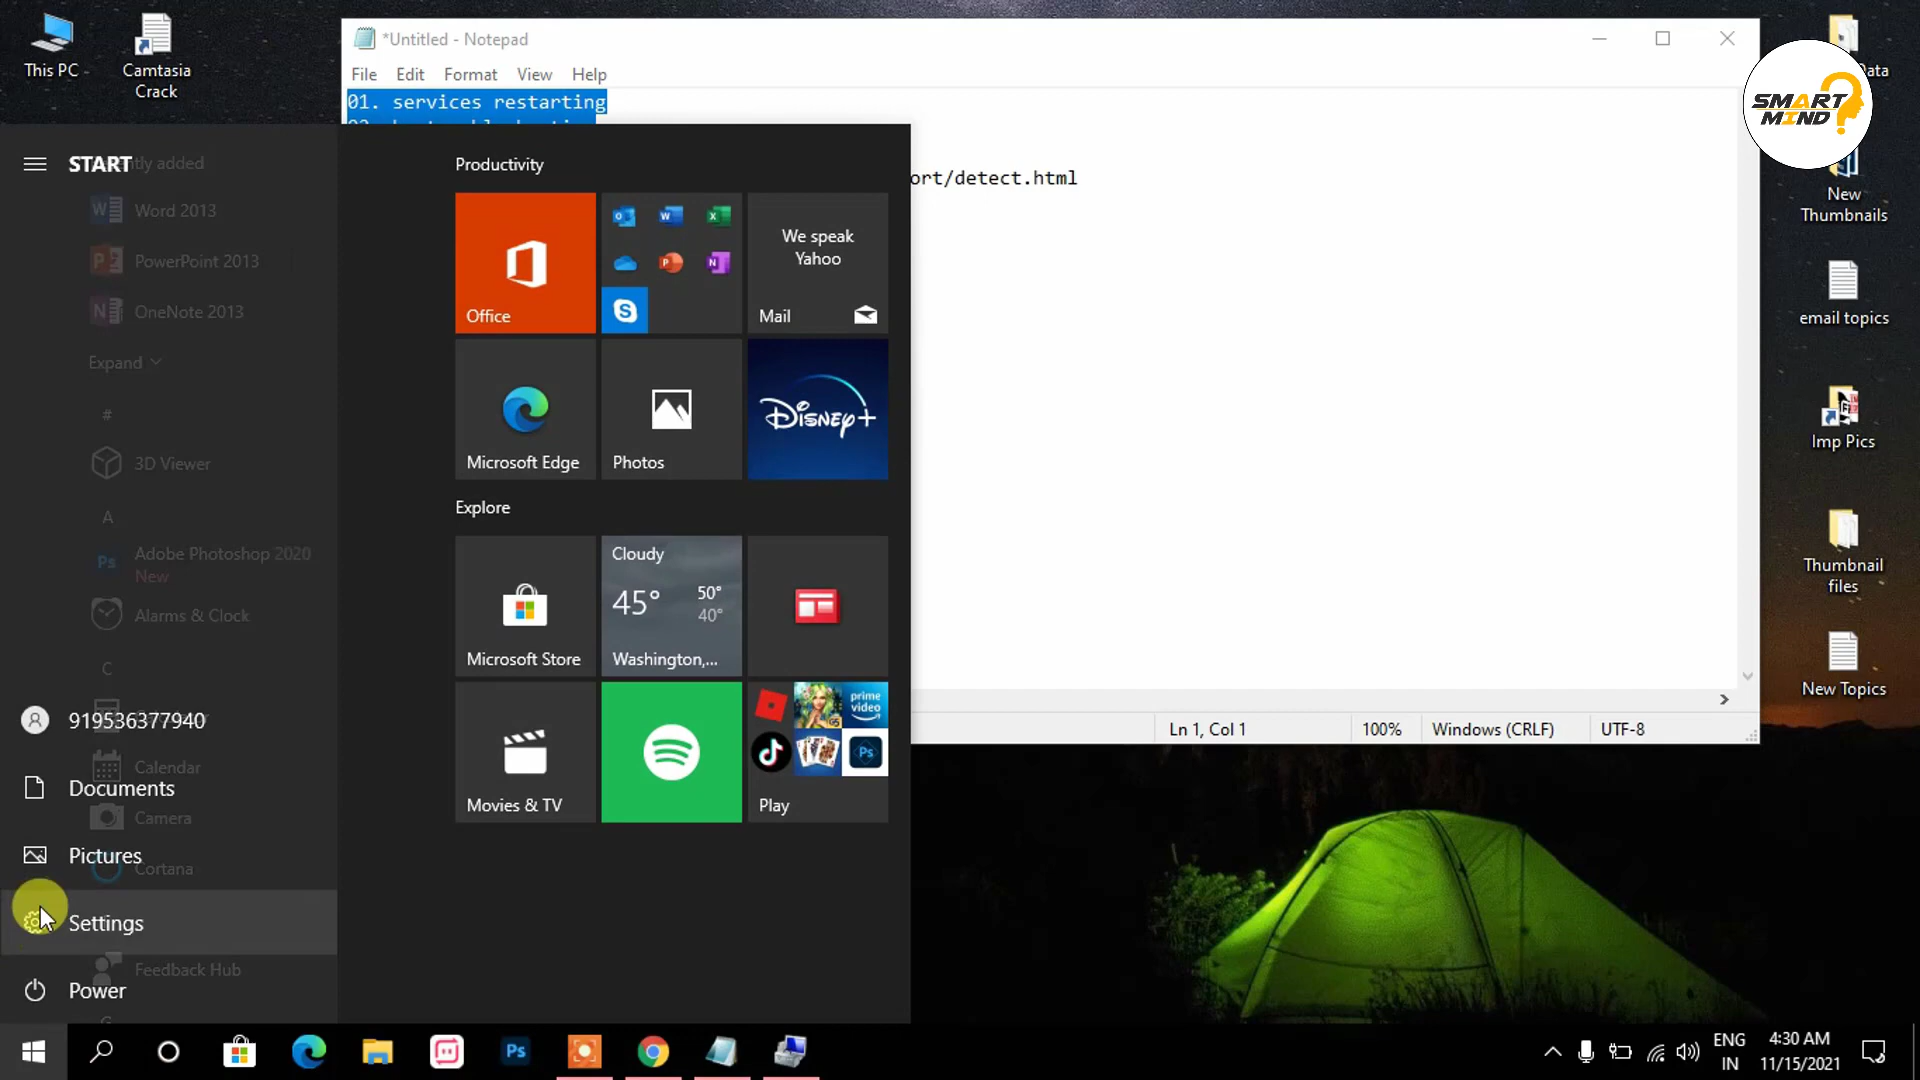 This PC
Camtasia
Crack
*Untitled - Notepad
File Edit Format View Help
01. services restarting
ort/detect.html
Ln 1, Col 1
100%
Windows (CRLF)
UTF-8
START
Word 2013
PowerPoint 2013
OneNote 2013
Expand
#
3D Viewer
A
Adobe Photoshop 2020
New
Alarms & Clock
C
919536377940
Calendar
Documents
Camera
Pictures
Cortana
Settings
Feedback Hub
Power
Productivity
Office
We speak
Yahoo
Mail
Microsoft Edge
Photos
Disney+
Explore
Microsoft Store
Cloudy
45° 50°
40°
Washington,...
Movies & TV
prime
video
Play
SMART
MIND
New
Thumbnails
email topics
Imp Pics
Thumbnail
files
New Topics
Ps
ENG
IN
4:30 AM
11/15/2021